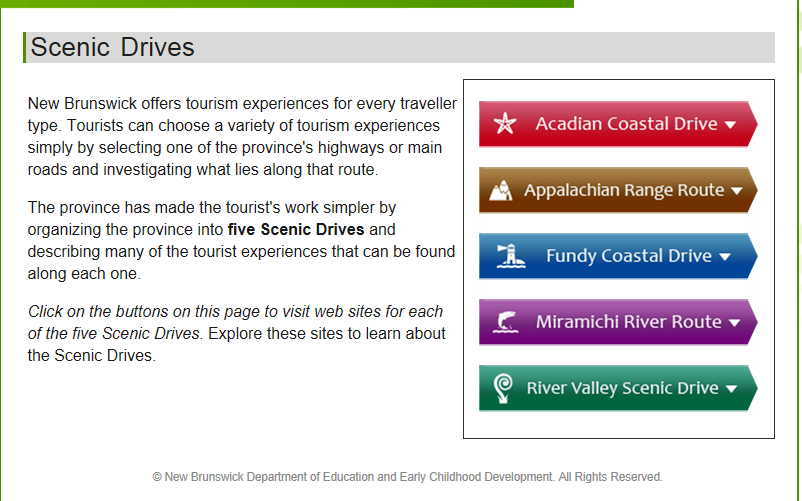 Scenic Drives
New Brunswick offers tourism experiences for every traveller
type. Tourists can choose a variety of tourism experiences
simply by selecting one of the province's highways or main
roads and investigating what lies along that route.
The province has made the tourist's work simpler by
organizing the province into five Scenic Drives and
describing many of the tourist experiences that can be found
along each one.
Click on the buttons on this page to visit web sites for each
of the five Scenic Drives. Explore these sites to learn about
the Scenic Drives.
Acadian Coastal Drive
Appalachian Range Route
Fundy Coastal Drive
Miramichi River Route
River Valley Scenic Drive
© New Brunswick Department of Education and Early Childhood Development. All Rights Reserved.